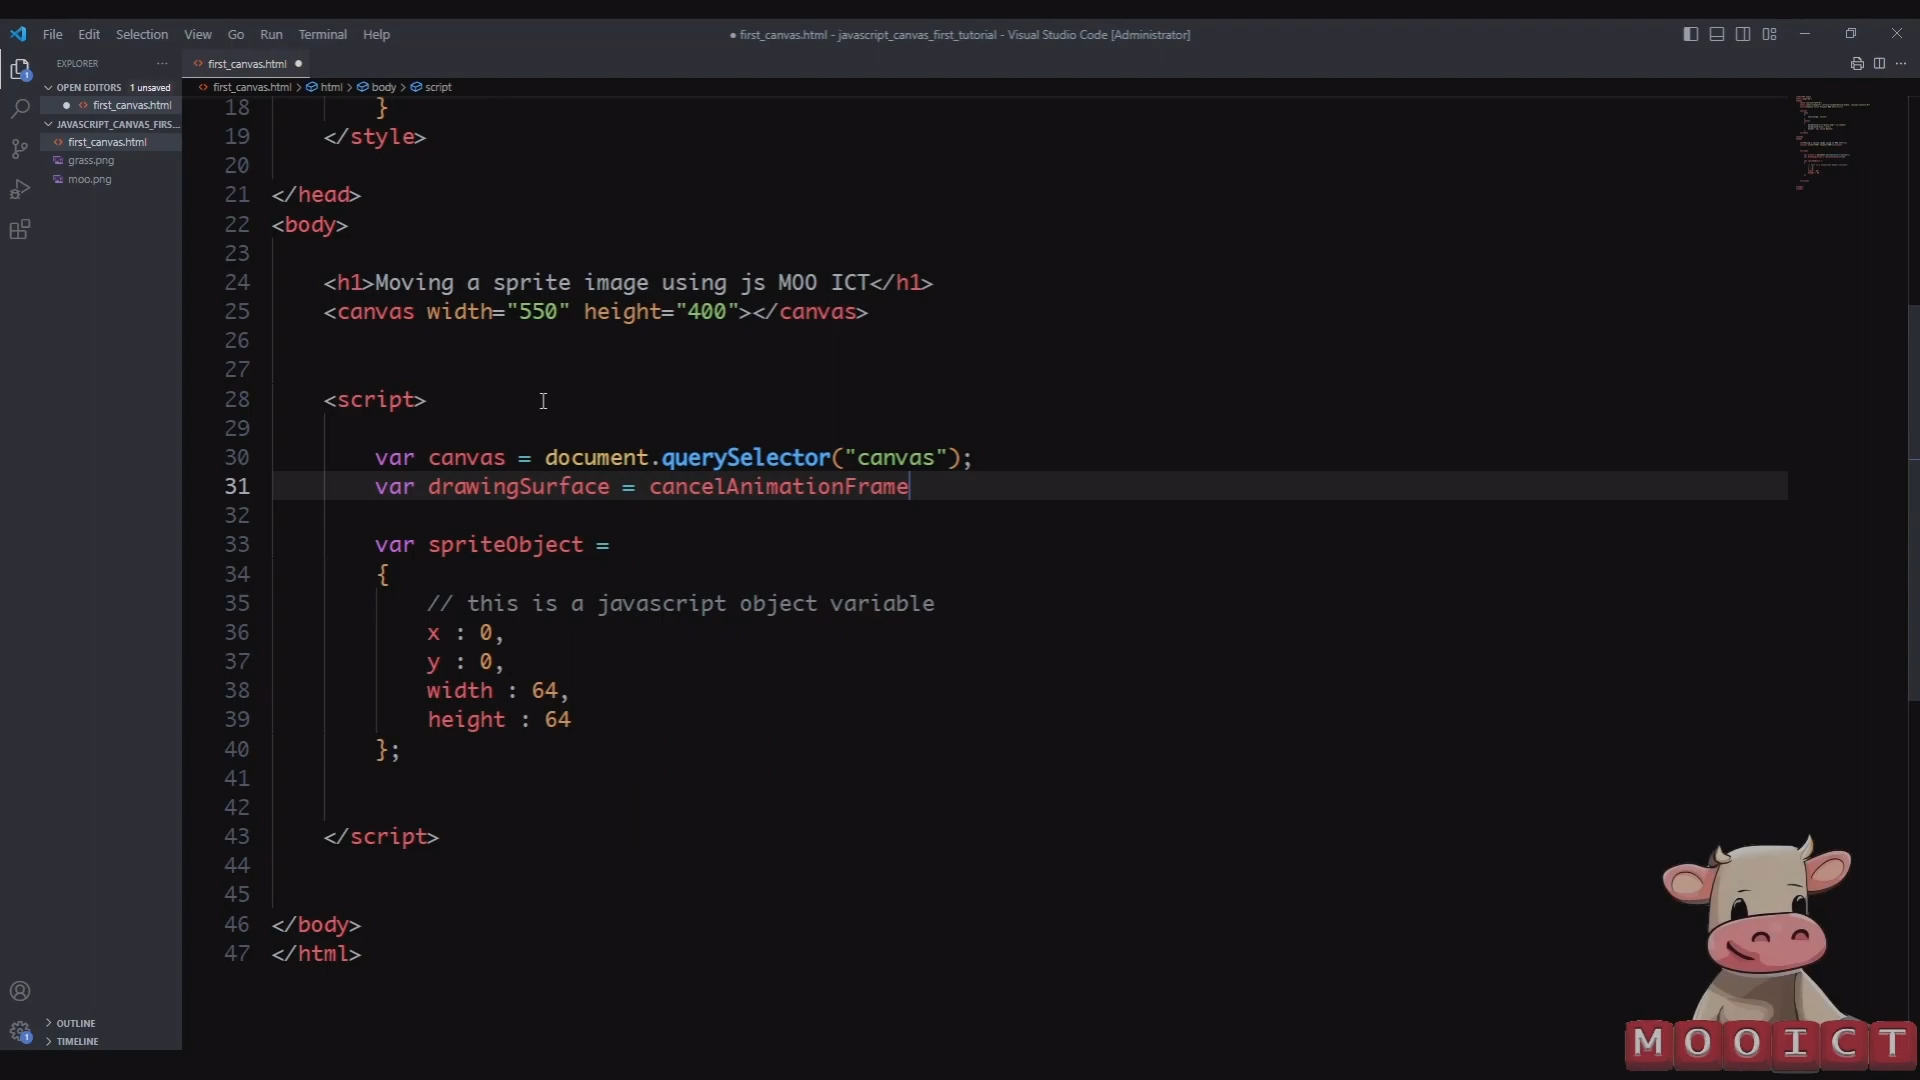 File Edit Selection View Go Run Terminal Help
● first_canvas.html - javascript_canvas_first_tutorial - Visual Studio Code [Administrator]
EXPLORER
first_canvas.html
OPEN EDITORS 1 unsaved
first_canvas.html > html > body > script
first_canvas.html
JAVASCRIPT_CANVAS_FIRS...
first_canvas.html
grass.png
moo.png
18 }
19 </style>
20
21 </head>
22 <body>
23
24 <h1>Moving a sprite image using js MOO ICT</h1>
25 <canvas width="550" height="400"></canvas>
26
27
28 <script>
29
30 var canvas = document.querySelector("canvas");
31 var drawingSurface = cancelAnimationFrame
32
33 var spriteObject =
34 {
35 // this is a javascript object variable
36 x : 0,
37 y : 0,
38 width : 64,
39 height : 64
40 };
41
42
43 </script>
44
45
46 </body>
47 </html>
1
1
OUTLINE
TIMELINE
MOOICT